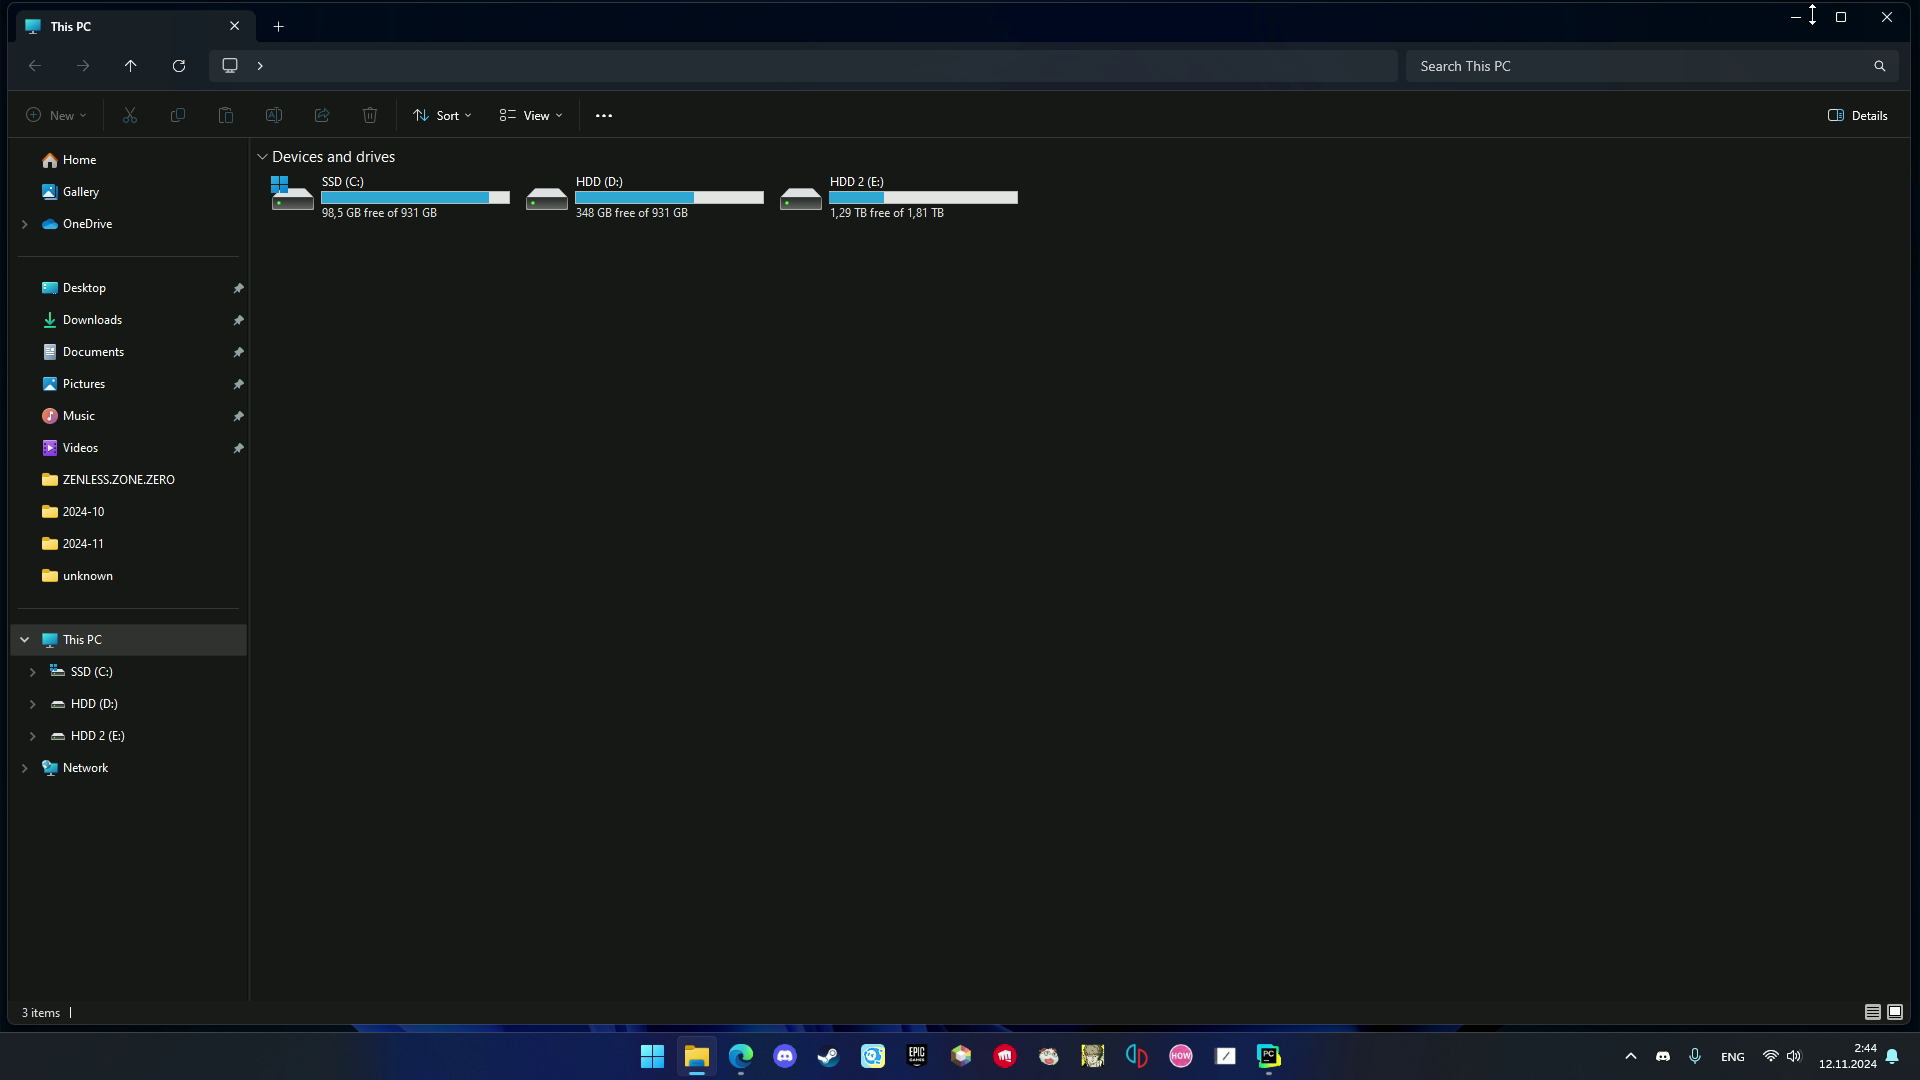 This PC
Search This PC
New
Sort
View
Details
Home
Gallery
OneDrive
Desktop
Downloads
Documents
Pictures
Music
Videos
ZENLESS.ZONE.ZERO
2024-10
2024-11
unknown
This PC
SSD (C:)
HDD (D:)
HDD 2 (E:)
Network
Devices and drives
SSD (C:)
98,5 GB free of 931 GB
HDD (D:)
348 GB free of 931 GB
HDD 2 (E:)
1,29 TB free of 1,81 TB
3 items
EPIC
GAMES
HOW
PC
ENG
2:44
12.11.2024